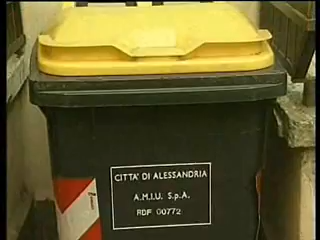 CITTA' DI ALESSANDRIA
A.M.I.U. S.p.A.
RDF 00772